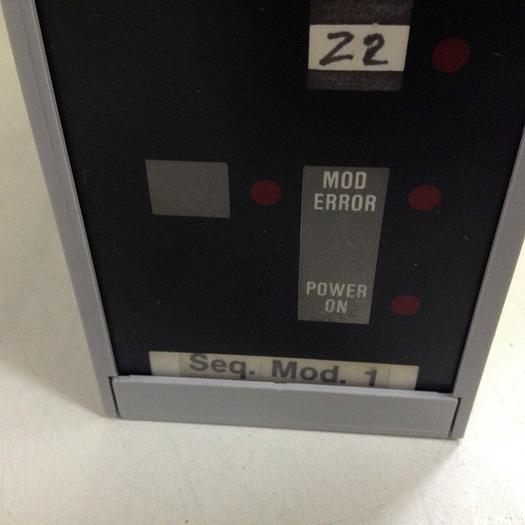 Z2
MOD
ERROR
POWER
ON
Seq. Mod. 1